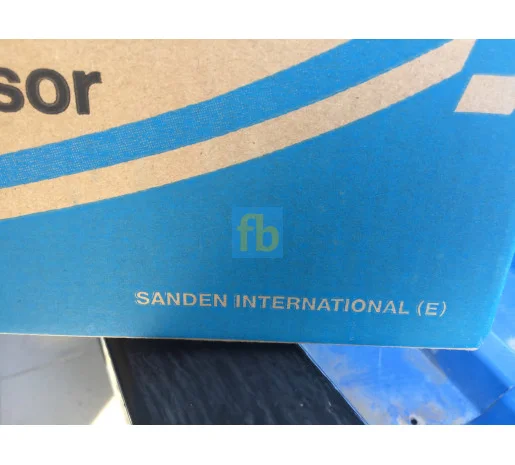 sor
fb
SANDEN INTERNATIONAL (E)